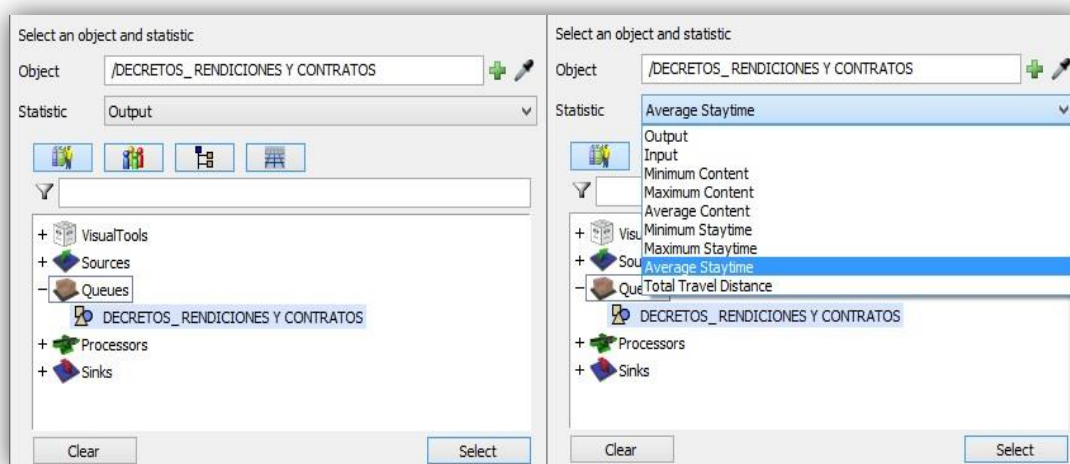 Select an object and statistic
Object /DECRETOS_ RENDICIONES Y CONTRATOS
Statistic Output
VisualTools
Sources
Queues
DECRETOS_ RENDICIONES Y CONTRATOS
Processors
Sinks
Clear Select
Select an object and statistic
Object /DECRETOS_ RENDICIONES Y CONTRATOS
Statistic Average Staytime
Output
Input
Minimum Content
Maximum Content
Average Content
Minimum Staytime
Maximum Staytime
Average Staytime
Total Travel Distance
Visu
Sou
Que
DECRETOS_ RENDICIONES Y CONTRATOS
Processors
Sinks
Clear Select